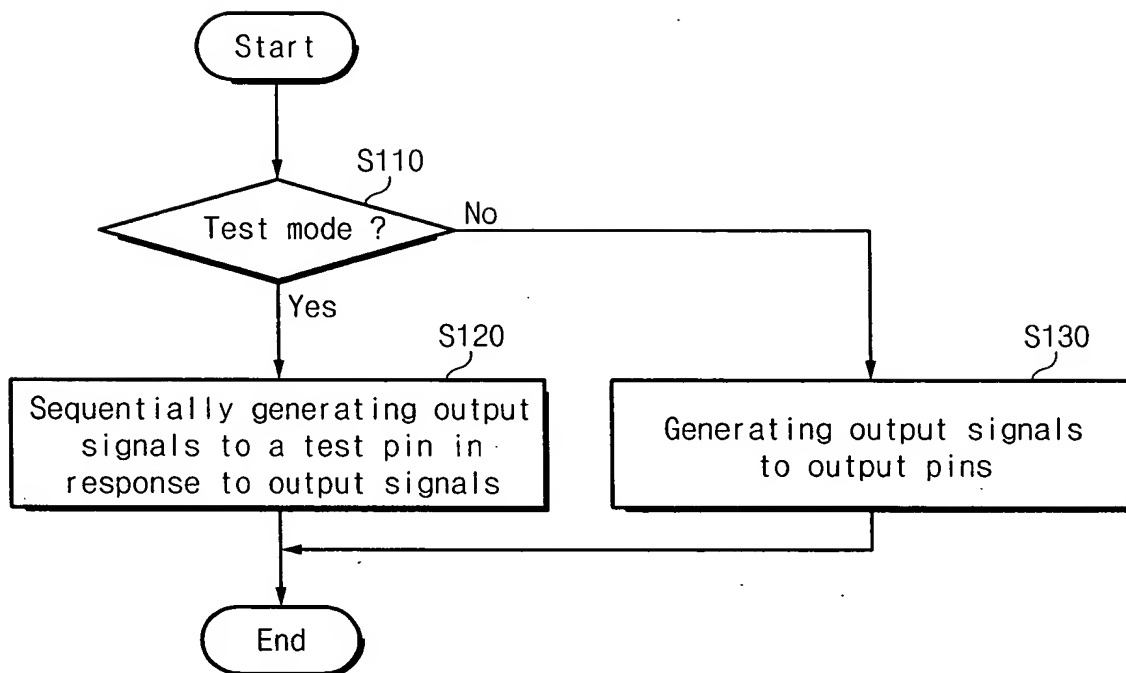 Start
S110
Test mode ?
No
Yes
S120
Sequentially generating output
signals to a test pin in
response to output signals
S130
Generating output signals
to output pins
End